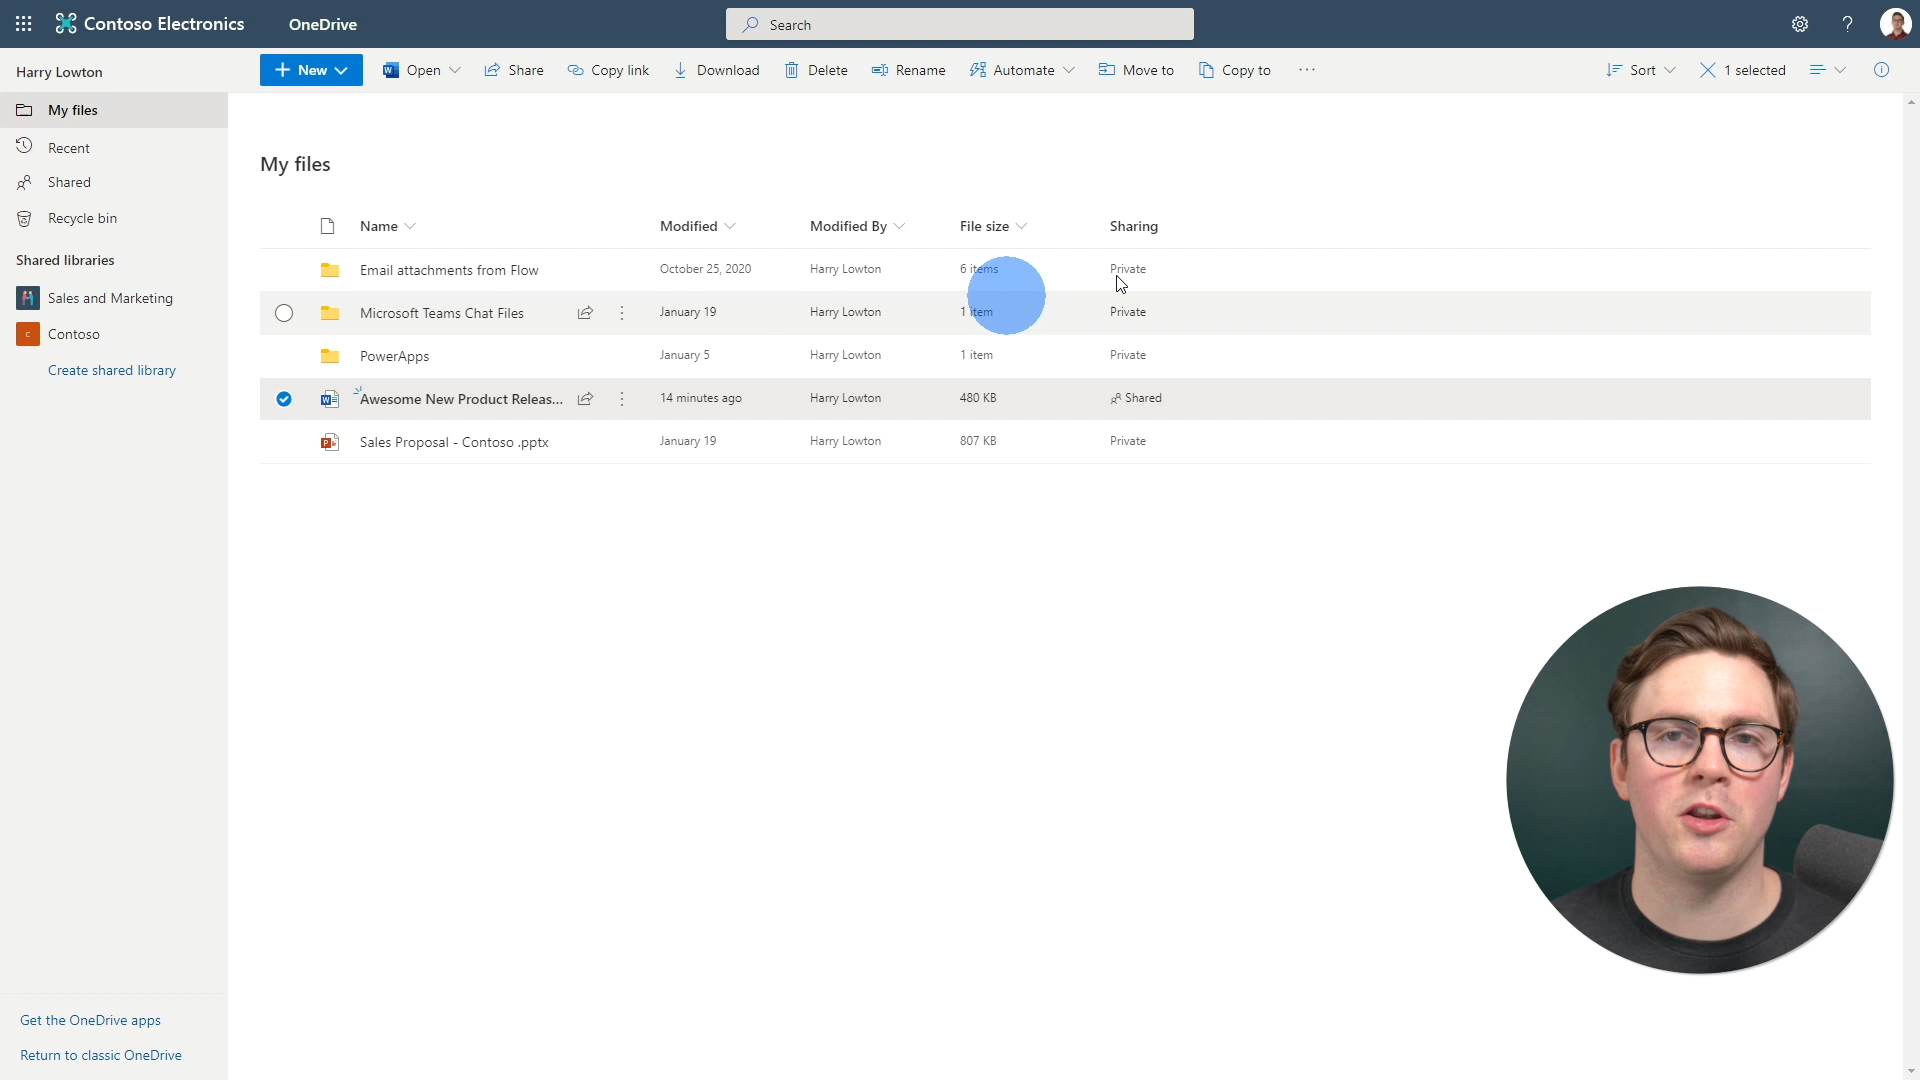 Contoso Electronics OneDrive Search ?
Harry Lowton
New Open Share Copy link Download Delete Rename Automate Move to Copy to ... Sort 1 selected
My files
Recent
Shared
Recycle bin
Shared libraries
Sales and Marketing
C Contoso
Create shared library
Get the OneDrive apps
Return to classic OneDrive
My files
Name Modified Modified By File size Sharing
Email attachments from Flow October 25, 2020 Harry Lowton 6 items Private
Microsoft Teams Chat Files January 19 Harry Lowton 1 item Private
PowerApps January 5 Harry Lowton 1 item Private
Awesome New Product Releas... 14 minutes ago Harry Lowton 480 KB Shared
Sales Proposal - Contoso .pptx January 19 Harry Lowton 807 KB Private